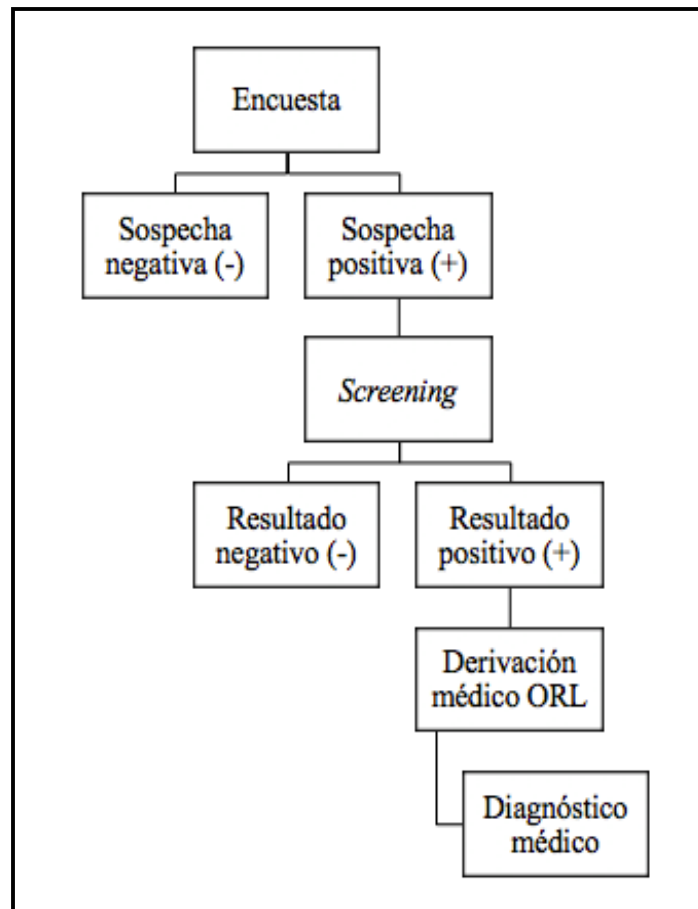 Encuesta
Sospecha
negativa (-)
Sospecha
positiva (+)
Screening
Resultado
negativo (-)
Resultado
positivo (+)
Derivación
médico ORL
Diagnóstico
médico